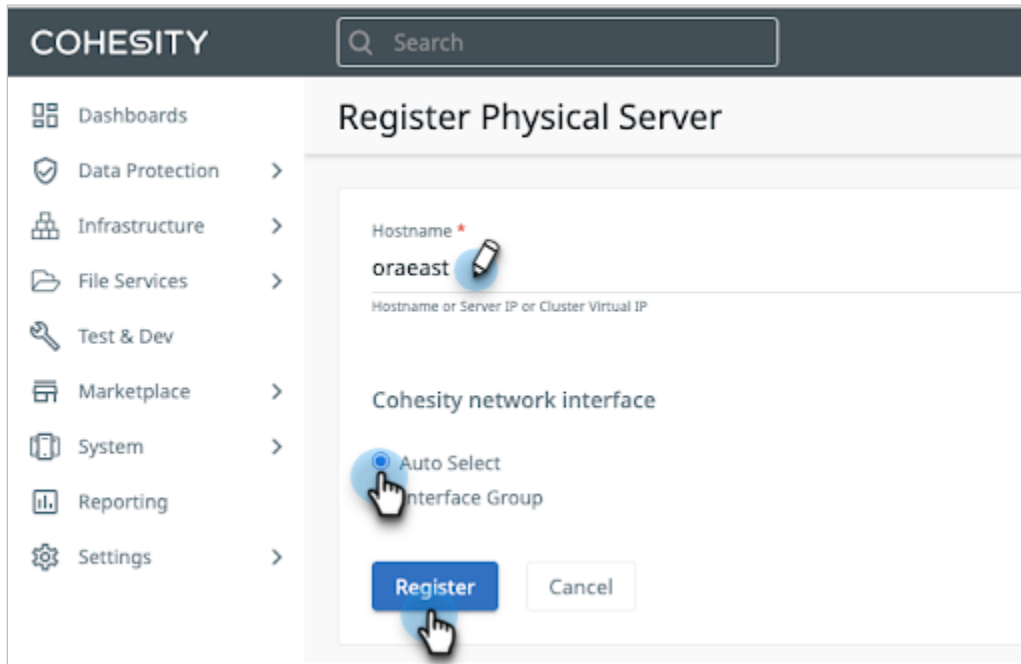 COHESITY
Search
Dashboards
Data Protection
Infrastructure
File Services
Test & Dev
Marketplace
System
Reporting
Settings
Register Physical Server
Hostname *
oraeast
Hostname or Server IP or Cluster Virtual IP
Cohesity network interface
Auto Select
nterface Group
Register
Cancel